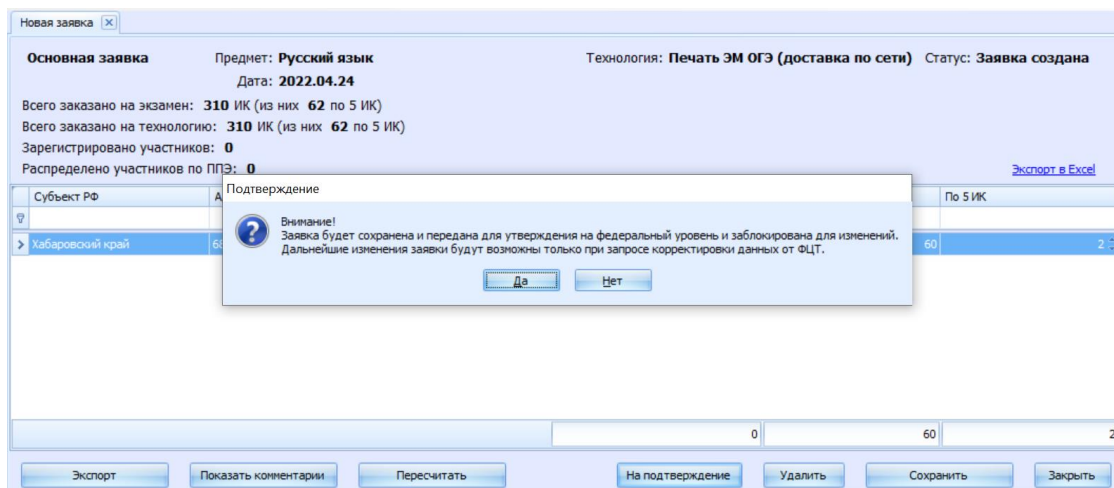 Новая заявка
Основная заявка Предмет: Русский язык Технология: Печать ЭМ ОГЭ (доставка по сети) Статус: Заявка создана
Дата: 2022.04.24
Всего заказано на экзамен: 310 ИК (из них 62 по 5 ИК)
Всего заказано на технологию: 310 ИК (из них 62 по 5 ИК)
Зарегистрировано участников: 0
Распределено участников по ППЭ: 0 Экспорт в Excel
Субъект РФ А По 5 ИК
Подтверждение
Внимание!
Заявка будет сохранена и передана для утверждения на федеральный уровень и заблокирована для изменений.
Дальнейшие изменения заявки будут возможны только при запросе корректировки данных от ФЦТ.
Хабаровский край 68 60 2
Да Нет
0 60 2
Экспорт Показать комментарии Пересчитать На подтверждение Удалить Сохранить Закрыть